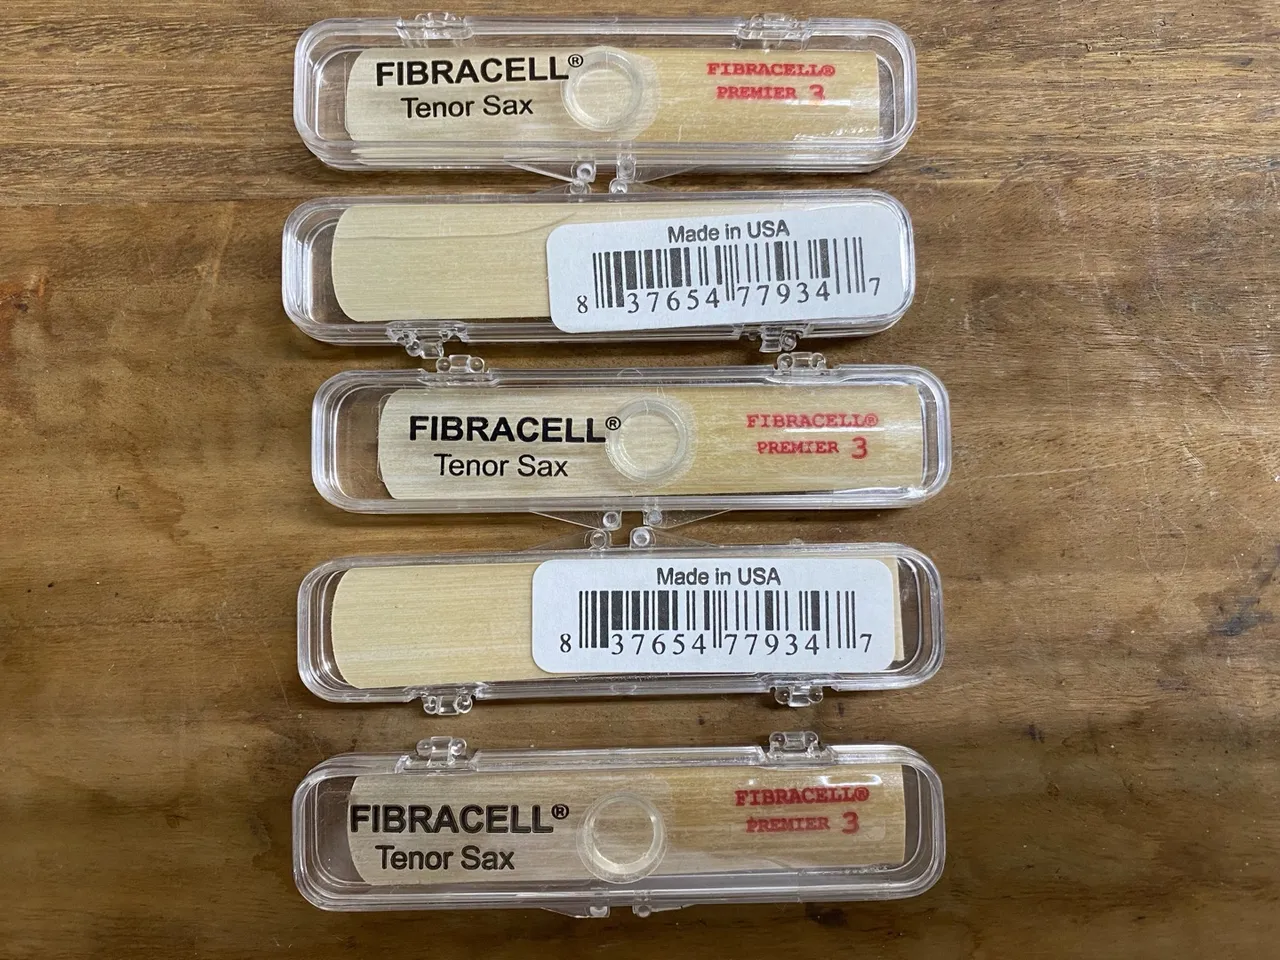 FIBRACELL®
Tenor Sax
FIBRACELL®
PREMIER 3
Made in USA
8 37654 77934 7
FIBRACELL®
Tenor Sax
FIBRACELL®
PREMIER 3
Made in USA
8 37654 77934 7
FIBRACELL®
Tenor Sax
FIBRACELL®
PREMIER 3